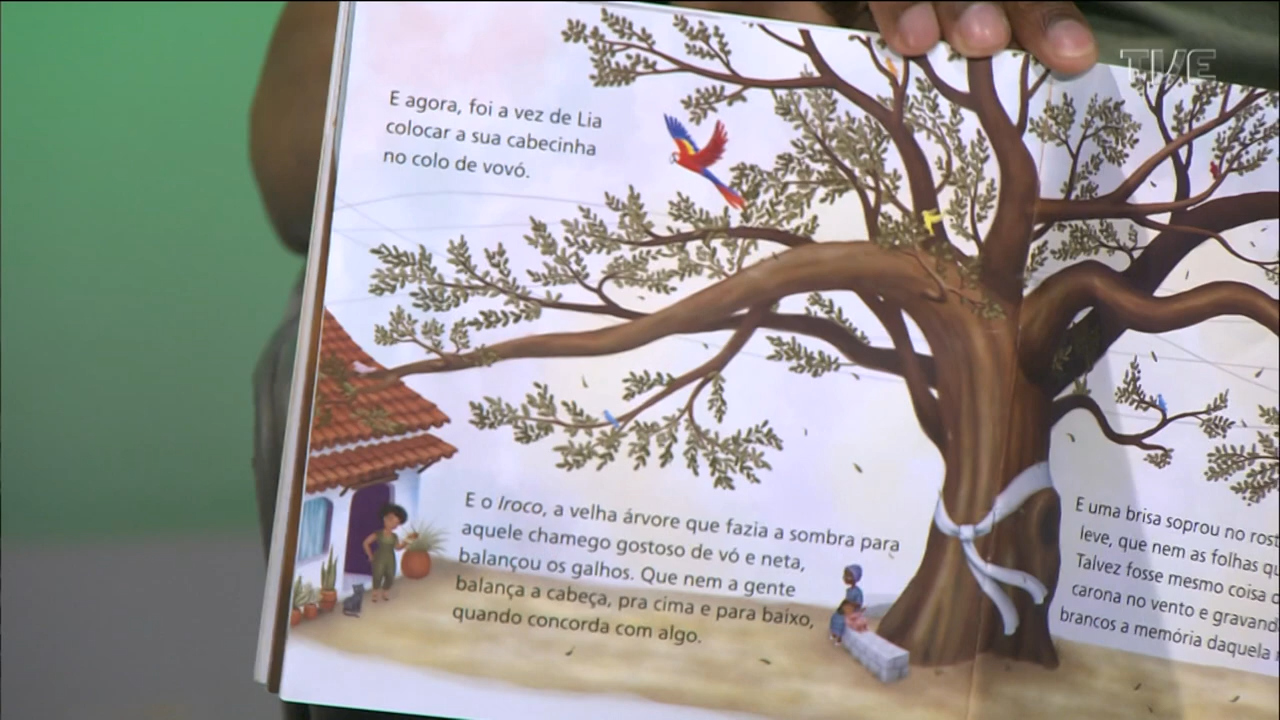 TVE
E agora, foi a vez de Lia
colocar a sua cabecinha
no colo de vovó.
E o Iroco, a velha árvore que fazia a sombra para
aquele chamego gostoso de vó e neta,
balançou os galhos. Que nem a gente
balança a cabeça, pra cima e para baixo,
quando concorda com algo.
E uma brisa soprou no
leve, que nem as folhas
Talvez fosse mesmo coisa
carona no vento e
brancos a memória daquela